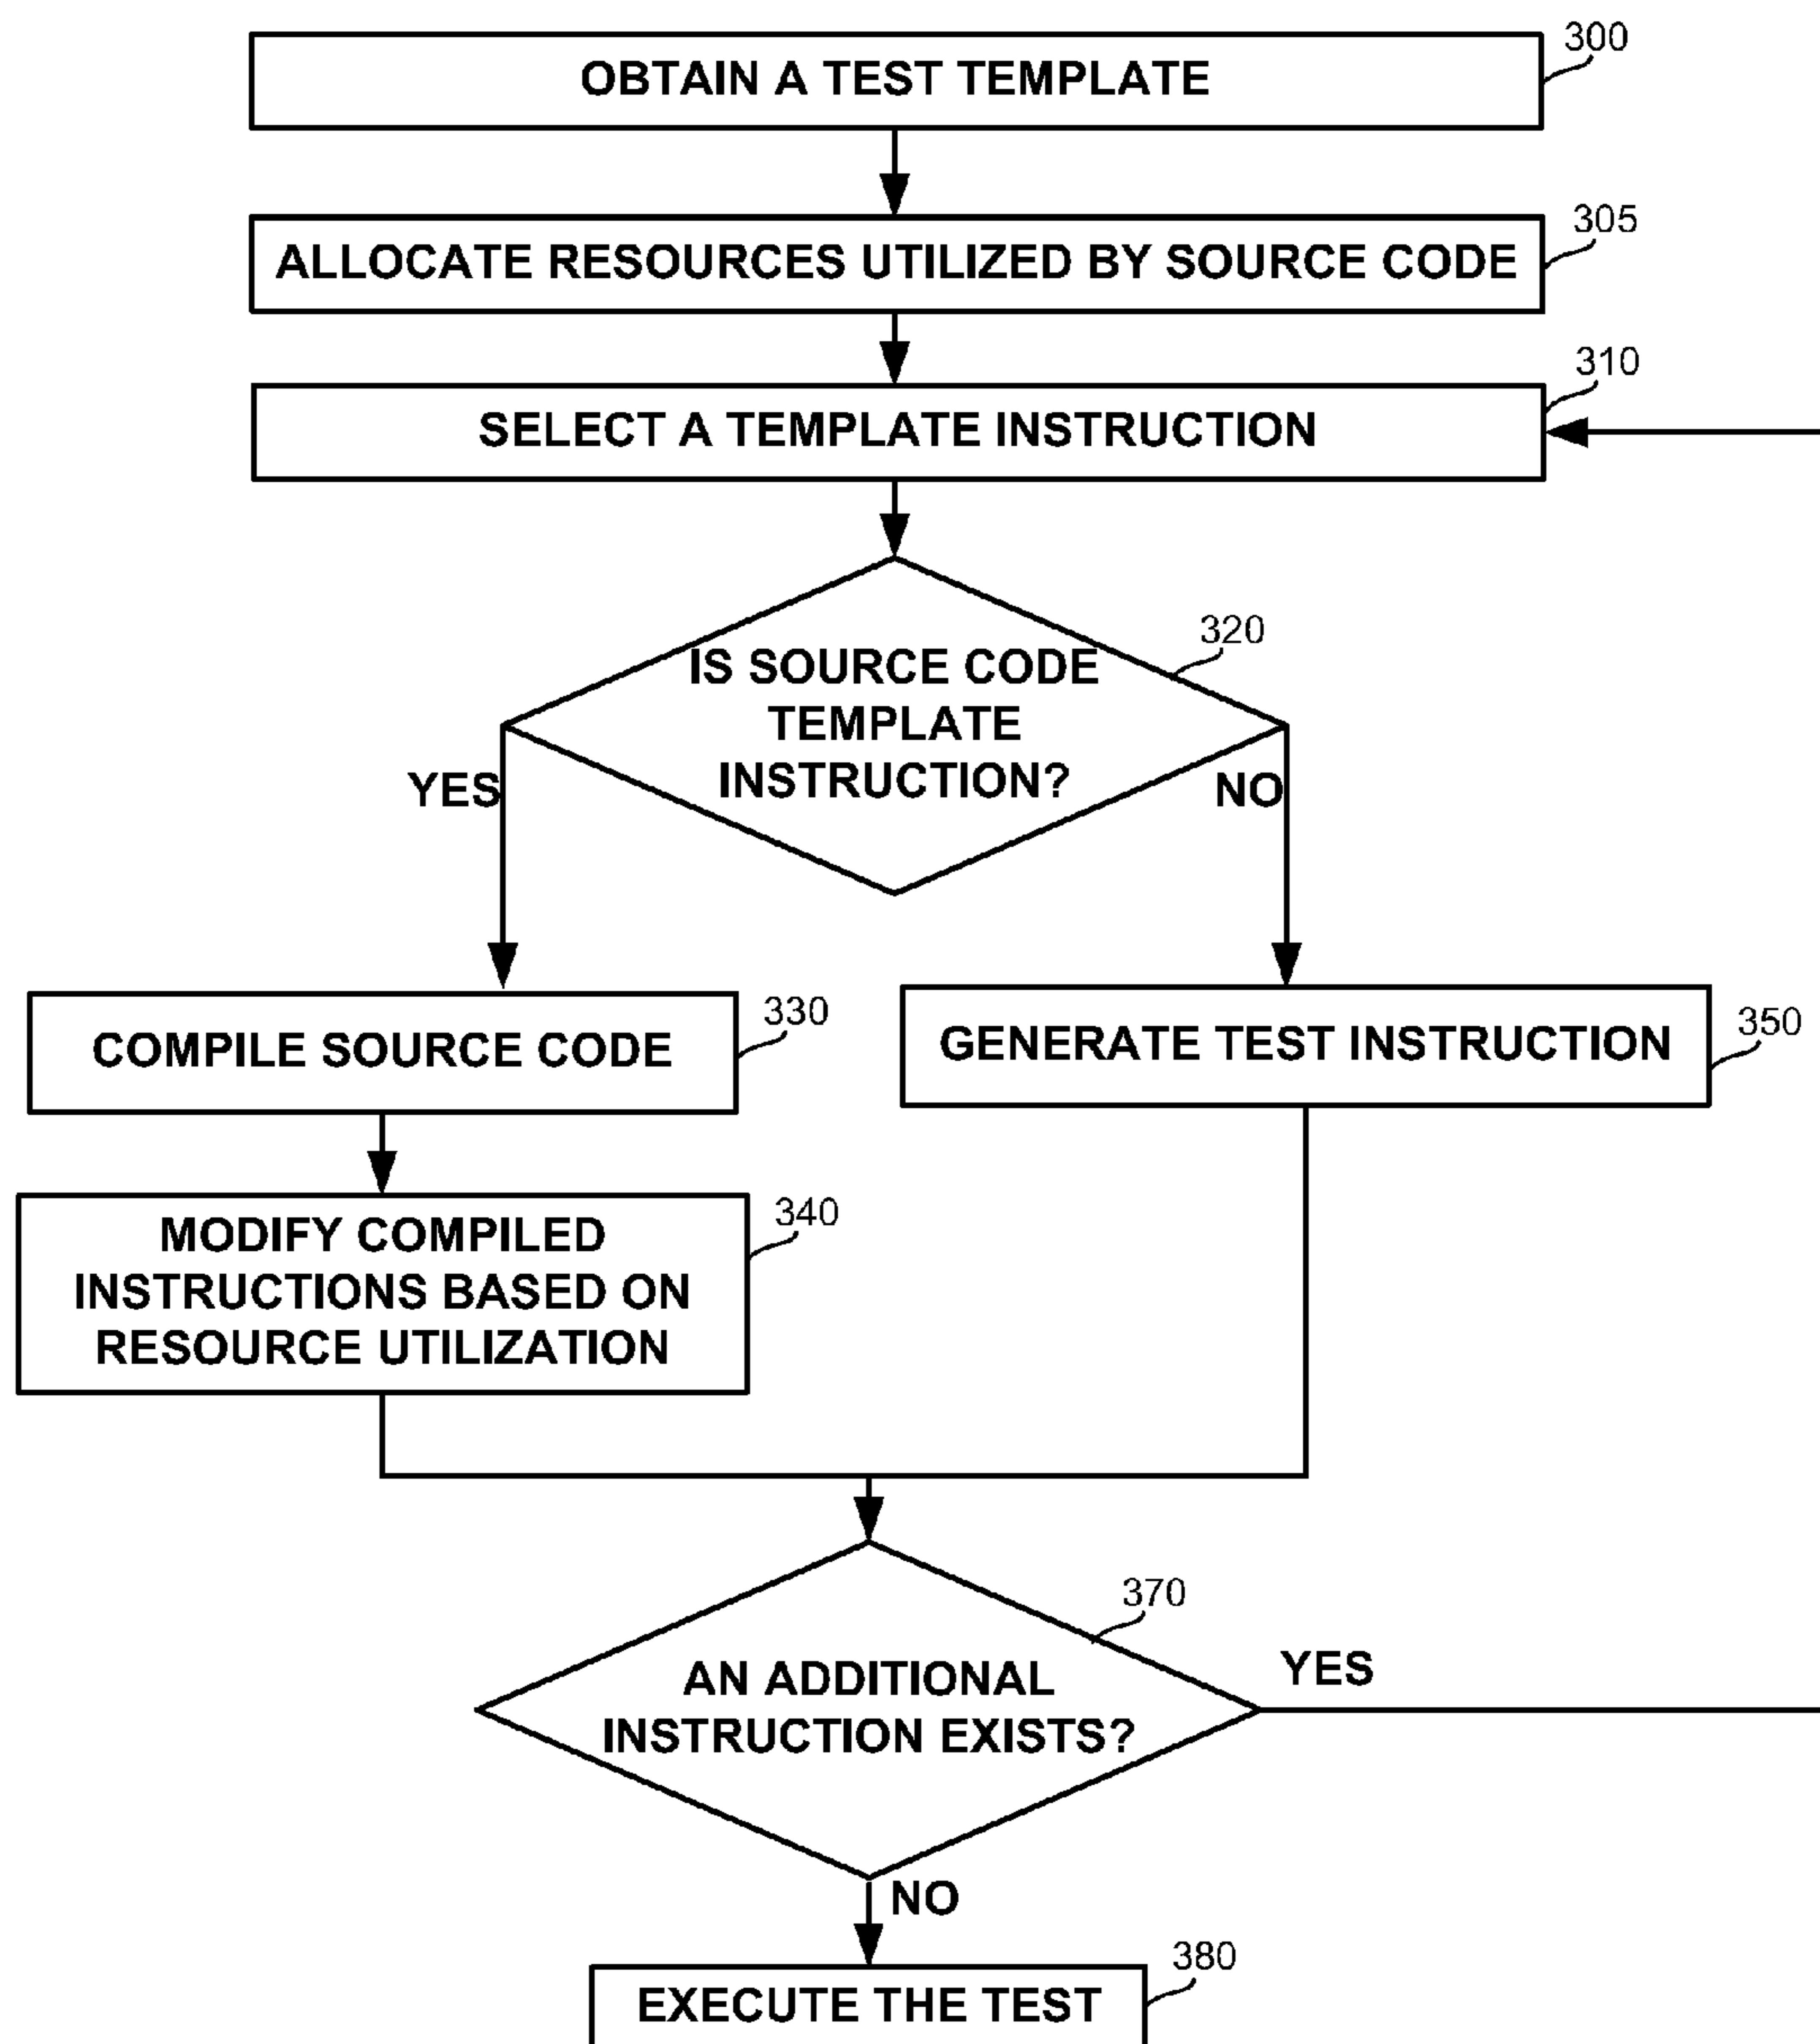 300
OBTAIN A TEST TEMPLATE
305
ALLOCATE RESOURCES UTILIZED BY SOURCE CODE
310
SELECT A TEMPLATE INSTRUCTION
320
IS SOURCE CODE
TEMPLATE
INSTRUCTION?
YES
NO
330
COMPILE SOURCE CODE
350
GENERATE TEST INSTRUCTION
340
MODIFY COMPILED
INSTRUCTIONS BASED ON
RESOURCE UTILIZATION
370
AN ADDITIONAL
INSTRUCTION EXISTS?
YES
NO
380
EXECUTE THE TEST